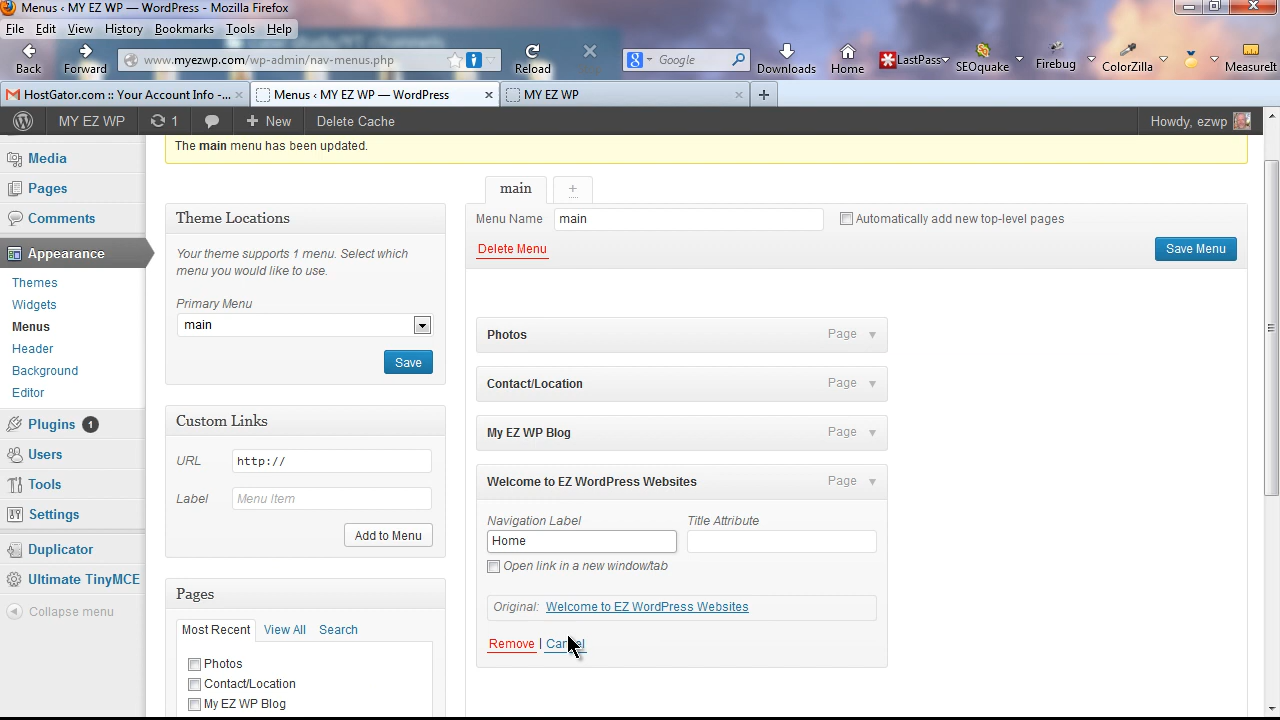 Menus ‹ MY EZ WP — WordPress - Mozilla Firefox
File Edit View History Bookmarks Tools Help
Back Forward www.myezwp.com/wp-admin/nav-menus.php Reload Google Downloads Home LastPass SEOquake Firebug ColorZilla MeasureIt
HostGator.com :: Your Account Info -... × Menus ‹ MY EZ WP — WordPress × MY EZ WP ×
MY EZ WP 1 + New Delete Cache Howdy, ezwp
The main menu has been updated.
Media
Pages
Comments
Appearance
Themes
Widgets
Menus
Header
Background
Editor
Plugins 1
Users
Tools
Settings
Duplicator
Ultimate TinyMCE
Collapse menu
Theme Locations
Your theme supports 1 menu. Select which
menu you would like to use.
Primary Menu
main
Save
Custom Links
URL http://
Label Menu Item
Add to Menu
Pages
Most Recent View All Search
Photos
Contact/Location
My EZ WP Blog
main +
Menu Name main Automatically add new top-level pages
Delete Menu Save Menu
Photos Page
Contact/Location Page
My EZ WP Blog Page
Welcome to EZ WordPress Websites Page
Navigation Label Title Attribute
Home
Open link in a new window/tab
Original: Welcome to EZ WordPress Websites
Remove | Cancel